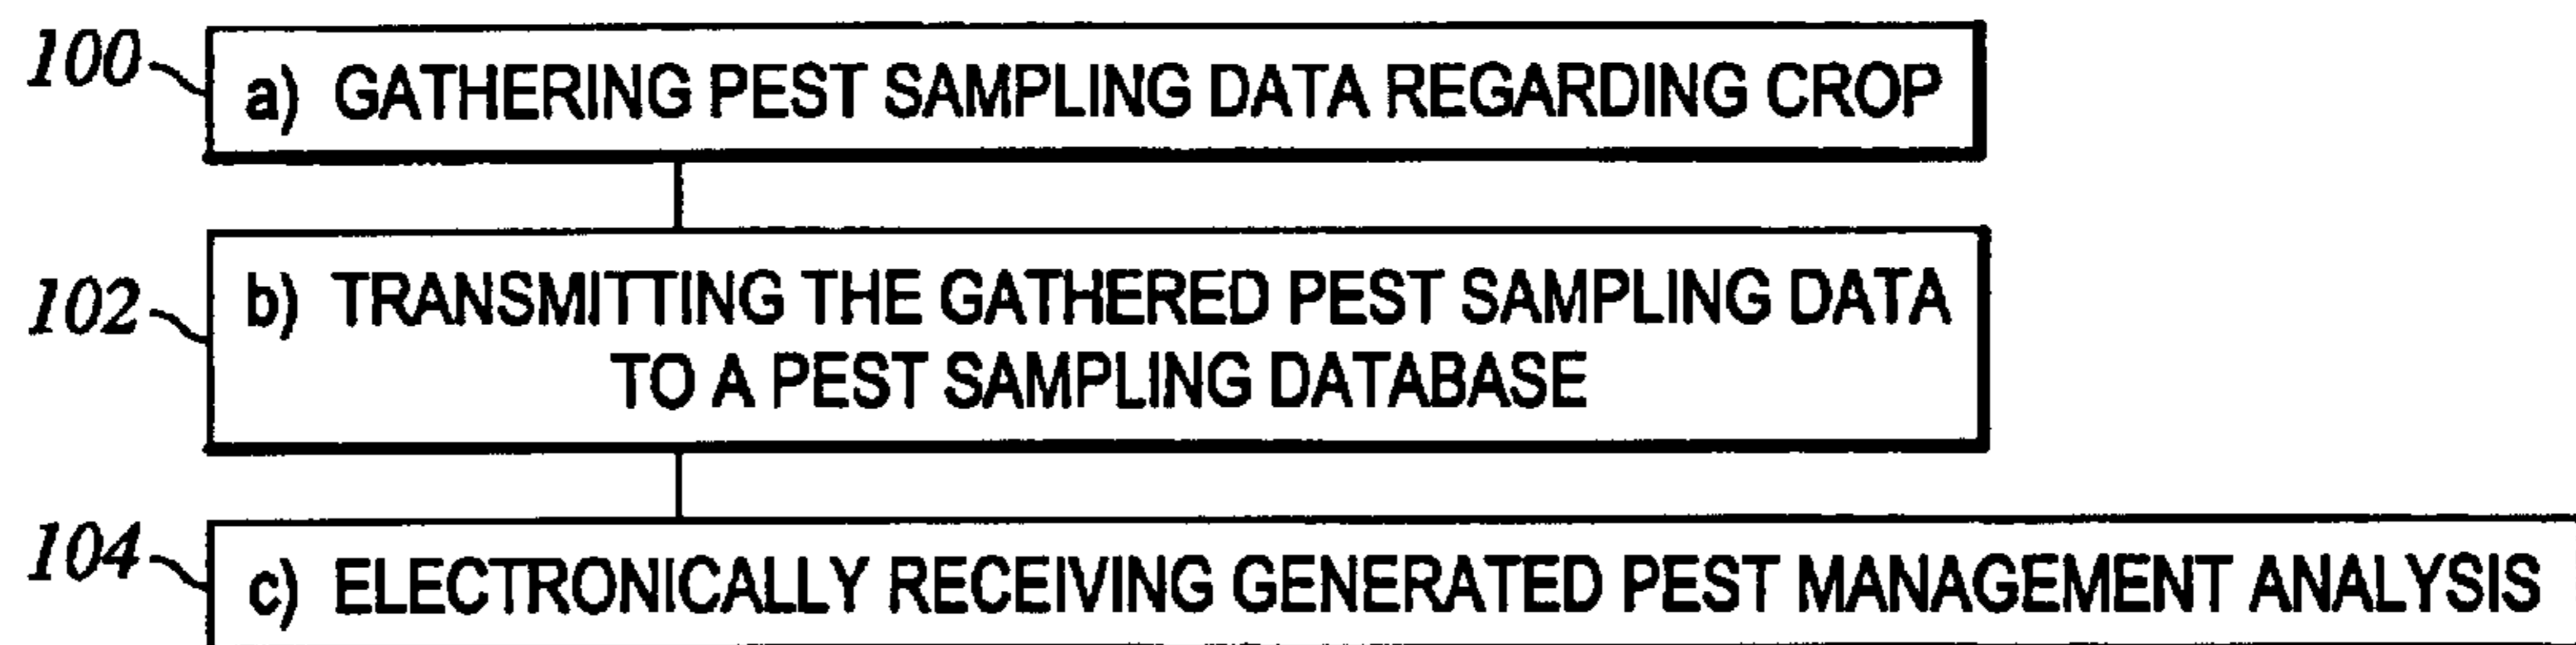 100 a) GATHERING PEST SAMPLING DATA REGARDING CROP
102 b) TRANSMITTING THE GATHERED PEST SAMPLING DATA
TO A PEST SAMPLING DATABASE
104 c) ELECTRONICALLY RECEIVING GENERATED PEST MANAGEMENT ANALYSIS